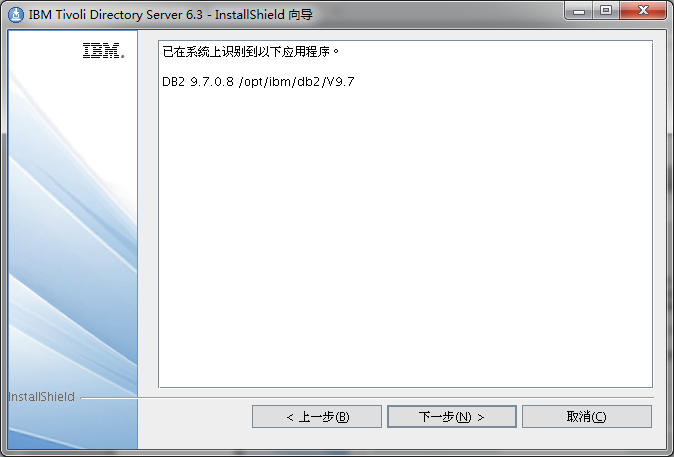 IBM Tivoli Directory Server 6.3 - InstallShield 向导
IBM.
已在系统上识别到以下应用程序。
DB2 9.7.0.8 /opt/ibm/db2/V9.7
InstallShield
< 上一步(B)
下一步(N) >
取消(C)